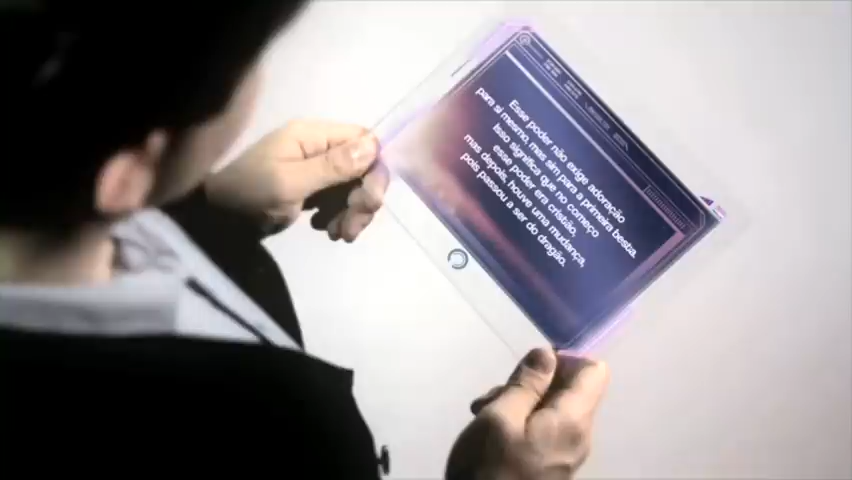 Esse poder não exige adoração
para si mesmo, mas sim para a primeira besta.
Isso significa que no começo
esse poder era cristão,
mas depois, houve uma mudança,
pois passou a ser do dragão.